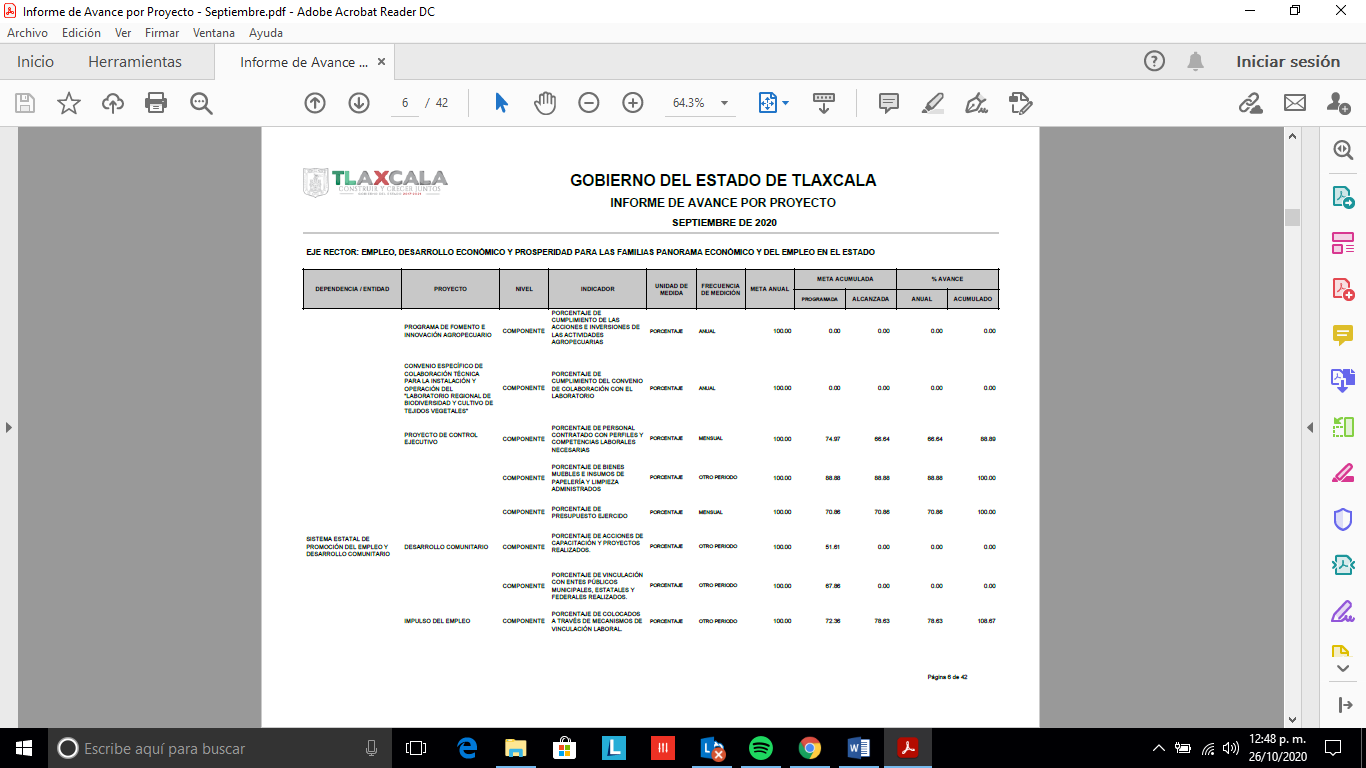 Informe de Avance por Proyecto - Septiembre.pdf - Adobe Acrobat Reader DC
Archivo Edición Ver Firmar Ventana Ayuda
Inicio Herramientas Informe de Avance ... × Iniciar sesión
6 / 42 64.3%
TLAXCALA
CONSTRUIR Y CRECER JUNTOS
GOBIERNO DEL ESTADO DE TLAXCALA
INFORME DE AVANCE POR PROYECTO
SEPTIEMBRE DE 2020
EJE RECTOR: EMPLEO, DESARROLLO ECONÓMICO Y PROSPERIDAD PARA LAS FAMILIAS PANORAMA ECONÓMICO Y DEL EMPLEO EN EL ESTADO
DEPENDENCIA / ENTIDAD PROYECTO NIVEL INDICADOR UNIDAD DE MEDIDA FRECUENCIA DE MEDICIÓN META ANUAL META ACUMULADA % AVANCE
PROGRAMADA ALCANZADA ANUAL ACUMULADO
PROGRAMA DE FOMENTO E INNOVACIÓN AGROPECUARIO COMPONENTE PORCENTAJE DE CUMPLIMIENTO DE LAS ACCIONES E INVERSIONES DE LAS ACTIVIDADES AGROPECUARIAS PORCENTAJE ANUAL 100.00 0.00 0.00 0.00 0.00
CONVENIO ESPECÍFICO DE COLABORACIÓN TÉCNICA PARA LA INSTALACIÓN Y OPERACIÓN DEL "LABORATORIO REGIONAL DE BIODIVERSIDAD Y CULTIVO DE TEJIDOS VEGETALES" COMPONENTE PORCENTAJE DE CUMPLIMIENTO DEL CONVENIO DE COLABORACIÓN CON EL LABORATORIO PORCENTAJE ANUAL 100.00 0.00 0.00 0.00 0.00
PROYECTO DE CONTROL EJECUTIVO COMPONENTE PORCENTAJE DE PERSONAL CONTRATADO CON PERFILES Y COMPETENCIAS LABORALES NECESARIAS PORCENTAJE MENSUAL 100.00 74.97 66.64 66.64 88.89
COMPONENTE PORCENTAJE DE BIENES MUEBLES E INSUMOS DE PAPELERÍA Y LIMPIEZA ADMINISTRADOS PORCENTAJE OTRO PERIODO 100.00 88.88 88.88 88.88 100.00
COMPONENTE PORCENTAJE DE PRESUPUESTO EJERCIDO PORCENTAJE MENSUAL 100.00 70.86 70.86 70.86 100.00
SISTEMA ESTATAL DE PROMOCIÓN DEL EMPLEO Y DESARROLLO COMUNITARIO DESARROLLO COMUNITARIO COMPONENTE PORCENTAJE DE ACCIONES DE CAPACITACIÓN Y PROYECTOS REALIZADOS. PORCENTAJE OTRO PERIODO 100.00 51.61 0.00 0.00 0.00
COMPONENTE PORCENTAJE DE VINCULACIÓN CON ENTES PÚBLICOS MUNICIPALES, ESTATALES Y FEDERALES REALIZADOS. PORCENTAJE OTRO PERIODO 100.00 67.86 0.00 0.00 0.00
IMPULSO DEL EMPLEO COMPONENTE PORCENTAJE DE COLOCADOS A TRAVÉS DE MECANISMOS DE VINCULACIÓN LABORAL. PORCENTAJE OTRO PERIODO 100.00 72.36 78.63 78.63 108.67
Página 6 de 42
Escribe aquí para buscar
12:48 p. m.
26/10/2020